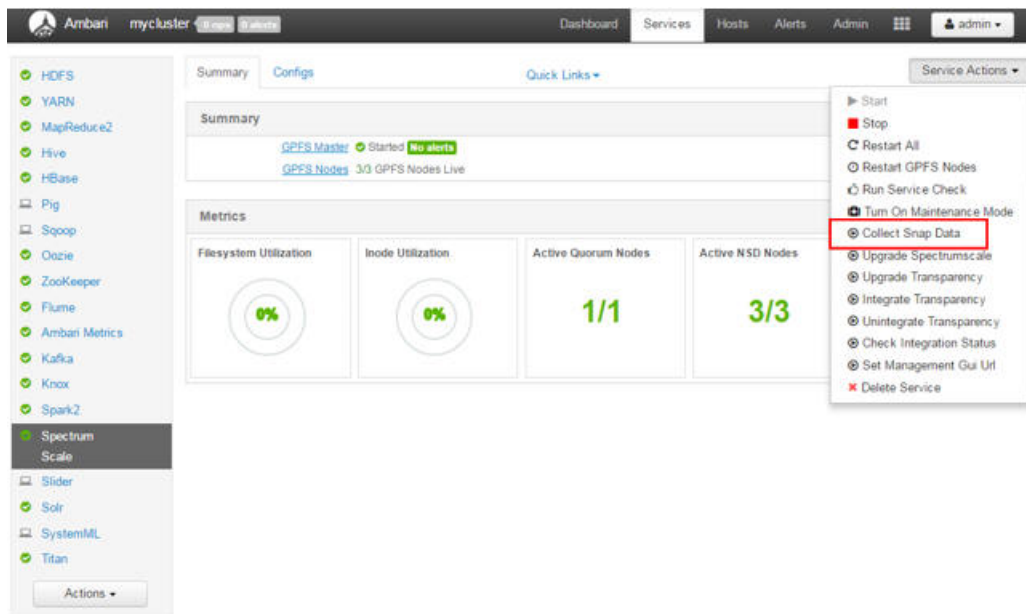 Ambari mycluster 0 ops 0 alerts Dashboard Services Hosts Alerts Admin admin
HDFS
YARN
MapReduce2
Hive
HBase
Pig
Sqoop
Oozie
ZooKeeper
Flume
Ambari Metrics
Kafka
Knox
Spark2
Spectrum
Scale
Slider
Solr
SystemML
Titan
Actions
Summary Configs Quick Links Service Actions
Summary
GPFS Master Started No alerts
GPFS Nodes 3/3 GPFS Nodes Live
Metrics
Filesystem Utilization
0%
Inode Utilization
0%
Active Quorum Nodes
1/1
Active NSD Nodes
3/3
Start
Stop
Restart All
Restart GPFS Nodes
Run Service Check
Turn On Maintenance Mode
Collect Snap Data
Upgrade Spectrumscale
Upgrade Transparency
Integrate Transparency
Unintegrate Transparency
Check Integration Status
Set Management Gui Url
Delete Service